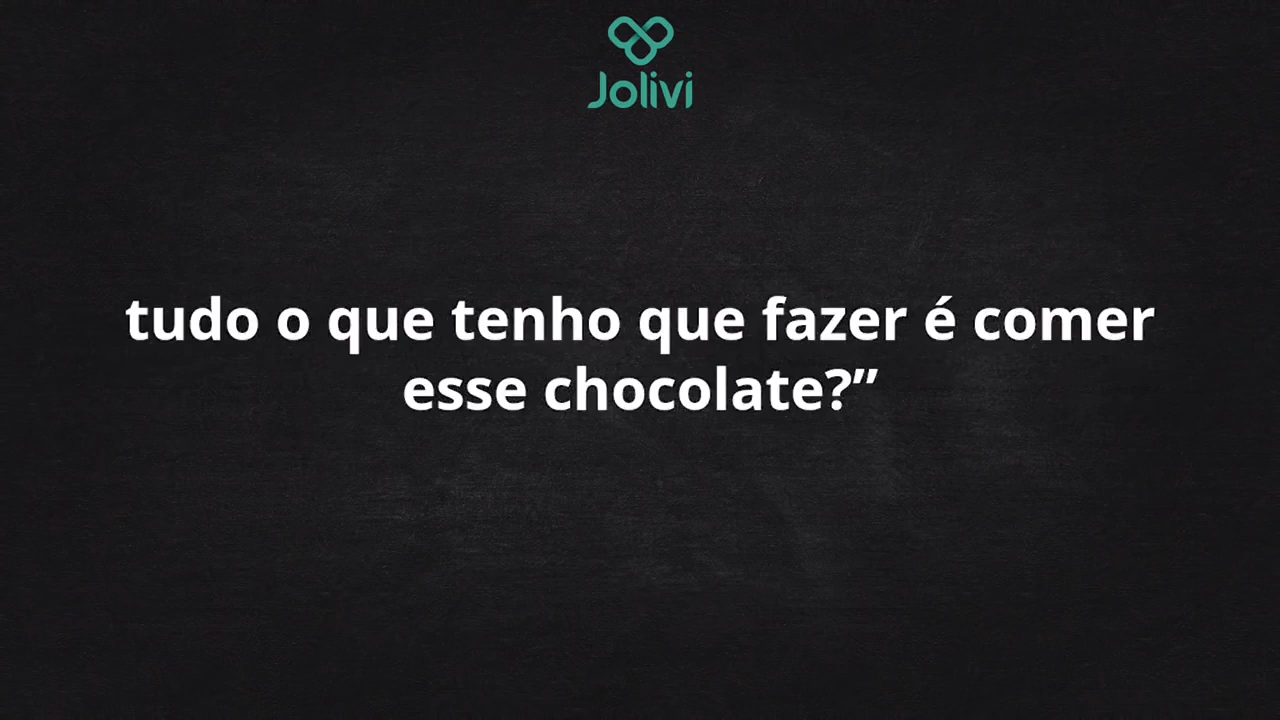 Jolivi
tudo o que tenho que fazer é comer
esse chocolate?”